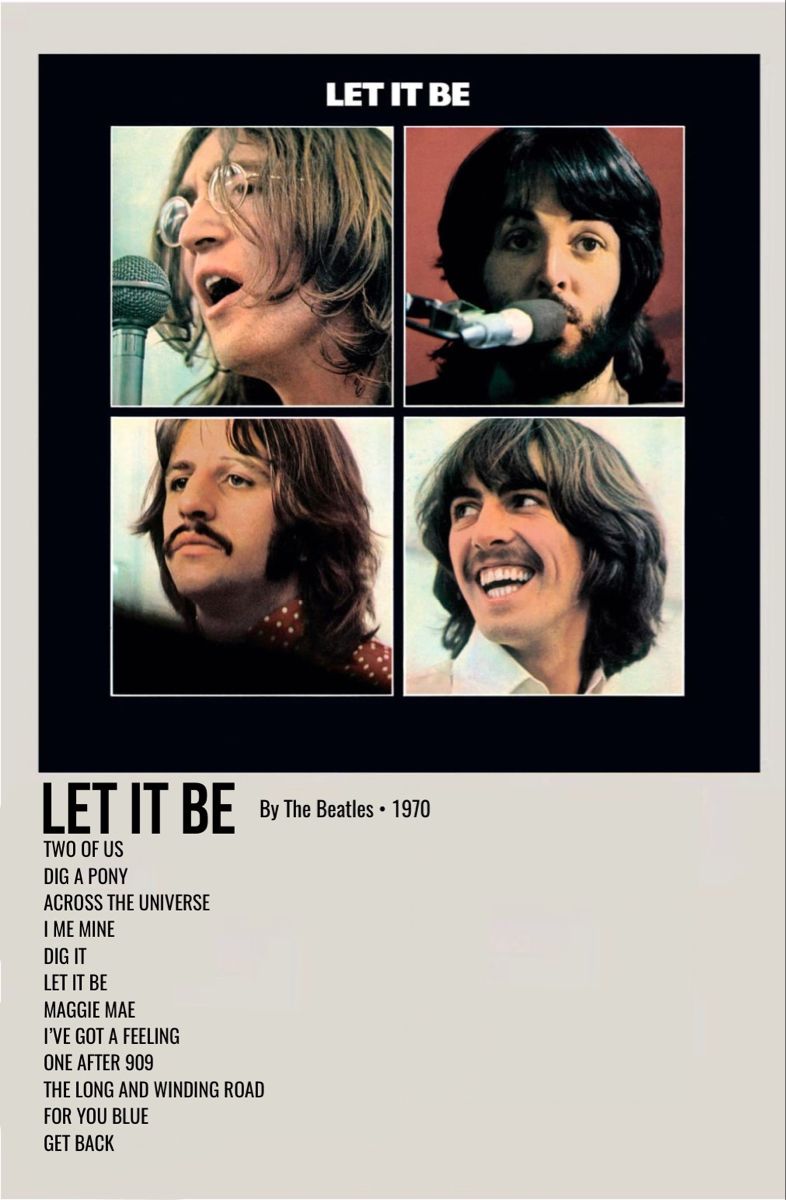 LET IT BE
LET IT BE By The Beatles • 1970
TWO OF US
DIG A PONY
ACROSS THE UNIVERSE
I ME MINE
DIG IT
LET IT BE
MAGGIE MAE
I'VE GOT A FEELING
ONE AFTER 909
THE LONG AND WINDING ROAD
FOR YOU BLUE
GET BACK